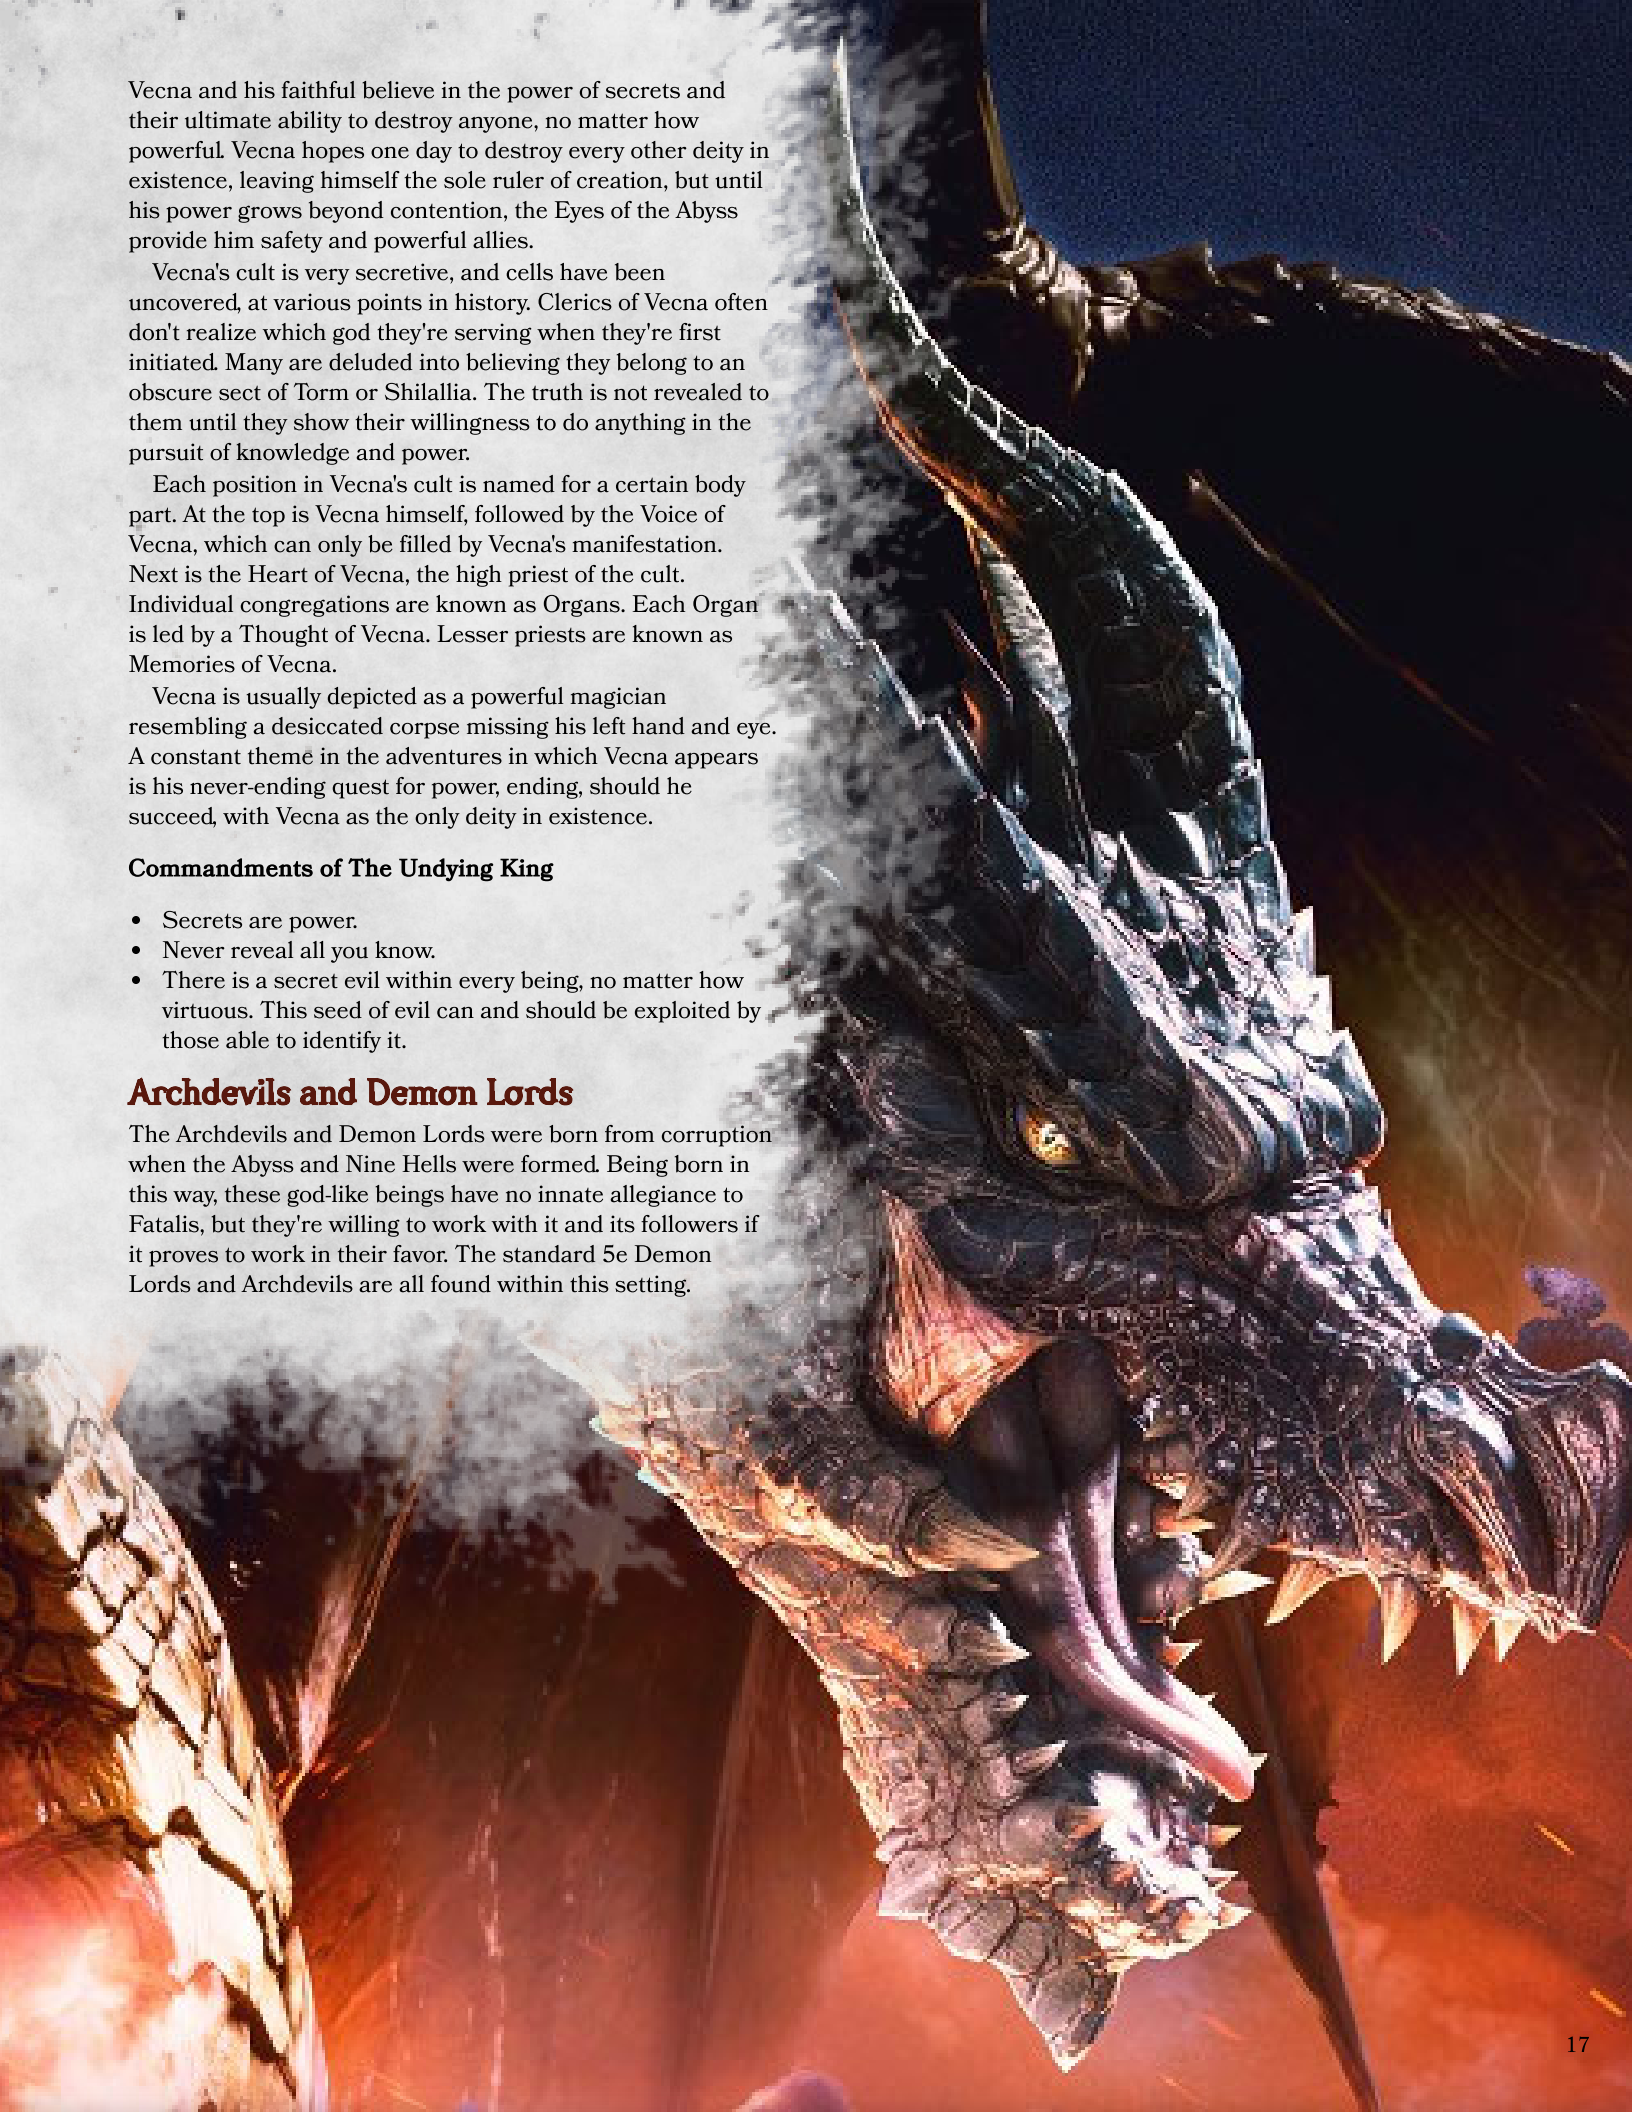 Vecna and his faithful believe in the power of secrets and
their ultimate ability to destroy anyone, no matter how
powerful. Vecna hopes one day to destroy every other deity in
existence, leaving himself the sole ruler of creation, but until
his power grows beyond contention, the Eyes of the Abyss
provide him safety and powerful allies.
Vecna's cult is very secretive, and cells have been
uncovered, at various points in history. Clerics of Vecna often
don't realize which god they're serving when they're first
initiated. Many are deluded into believing they belong to an
obscure sect of Torm or Shilallia. The truth is not revealed to
them until they show their willingness to do anything in the
pursuit of knowledge and power.
Each position in Vecna's cult is named for a certain body
part. At the top is Vecna himself, followed by the Voice of
Vecna, which can only be filled by Vecna's manifestation.
Next is the Heart of Vecna, the high priest of the cult.
Individual congregations are known as Organs. Each Organ
is led by a Thought of Vecna. Lesser priests are known as
Memories of Vecna.
Vecna is usually depicted as a powerful magician
resembling a desiccated corpse missing his left hand and eye.
A constant theme in the adventures in which Vecna appears
is his never-ending quest for power, ending, should he
succeed, with Vecna as the only deity in existence.
Commandments of The Undying King
• Secrets are power.
• Never reveal all you know.
• There is a secret evil within every being, no matter how
virtuous. This seed of evil can and should be exploited by
those able to identify it.
Archdevils and Demon Lords
The Archdevils and Demon Lords were born from corruption
when the Abyss and Nine Hells were formed. Being born in
this way, these god-like beings have no innate allegiance to
Fatalis, but they're willing to work with it and its followers if
it proves to work in their favor. The standard 5e Demon
Lords and Archdevils are all found within this setting.
17